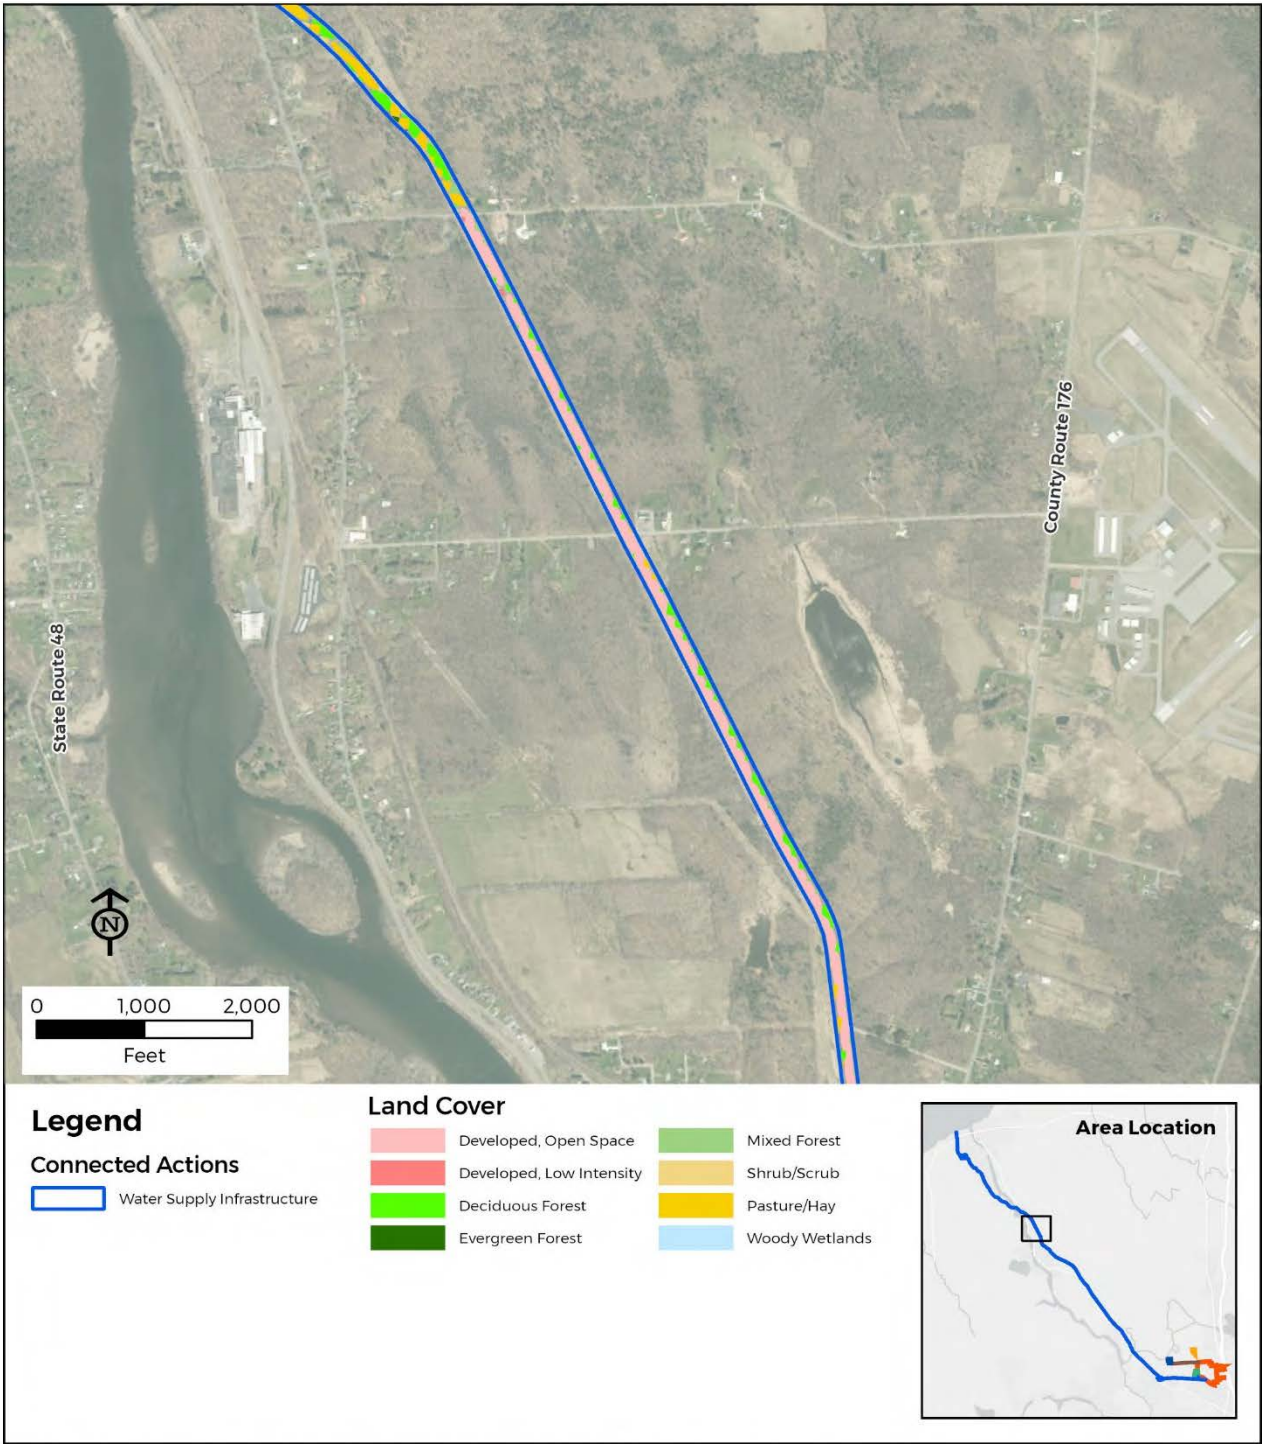 County Route 176
State Route 48
N
0 1,000 2,000
Feet
Legend
Connected Actions
Water Supply Infrastructure
Land Cover
Developed, Open Space
Developed, Low Intensity
Deciduous Forest
Evergreen Forest
Mixed Forest
Shrub/Scrub
Pasture/Hay
Woody Wetlands
Area Location